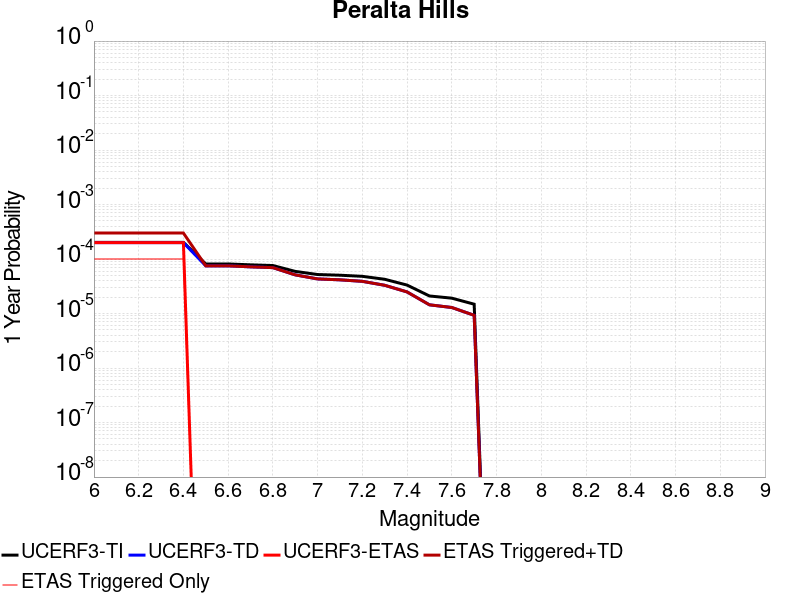 Peralta Hills
10^0
10^-1
10^-2
10^-3
10^-4
10^-5
10^-6
10^-7
10^-8
1 Year Probability
6 6.2 6.4 6.6 6.8 7 7.2 7.4 7.6 7.8 8 8.2 8.4 8.6 8.8 9
Magnitude
UCERF3-TI UCERF3-TD UCERF3-ETAS ETAS Triggered+TD
ETAS Triggered Only